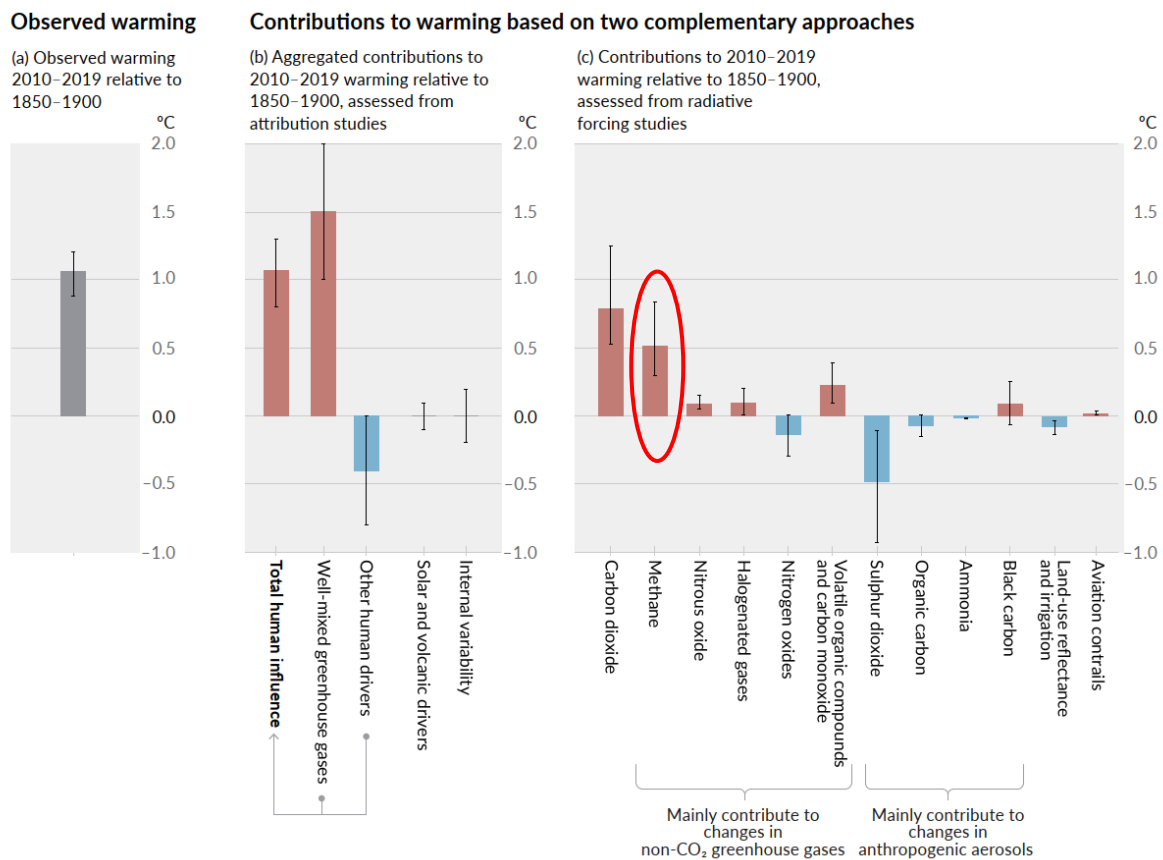 Observed warming
Contributions to warming based on two complementary approaches
(a) Observed warming
2010–2019 relative to
1850–1900
(b) Aggregated contributions to
2010–2019 warming relative to
1850–1900, assessed from
attribution studies
(c) Contributions to 2010–2019
warming relative to 1850–1900,
assessed from radiative
forcing studies
ºC
2.0
1.5
1.0
0.5
0.0
–0.5
–1.0
ºC
2.0
1.5
1.0
0.5
0.0
–0.5
–1.0
ºC
2.0
1.5
1.0
0.5
0.0
–0.5
–1.0
Total human influence
Well-mixed greenhouse gases
Other human drivers
Solar and volcanic drivers
Internal variability
Carbon dioxide
Methane
Nitrous oxide
Halogenated gases
Nitrogen oxides
Volatile organic compounds
and carbon monoxide
Sulphur dioxide
Organic carbon
Ammonia
Black carbon
Land-use reflectance
and irrigation
Aviation contrails
Mainly contribute to
changes in
non-CO₂ greenhouse gases
Mainly contribute to
changes in
anthropogenic aerosols